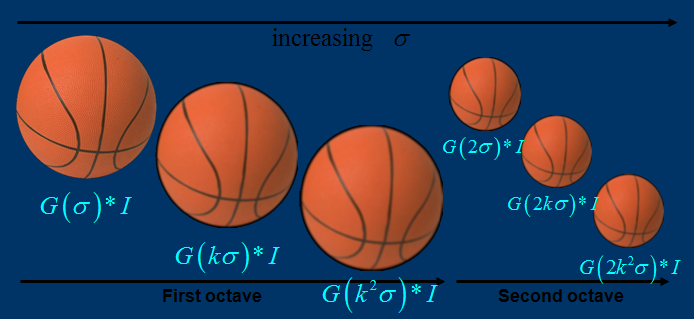 increasing σ
G(σ)*I
G(kσ)*I
G(k²σ)*I
First octave
G(2σ)*I
G(2kσ)*I
G(2k²σ)*I
Second octave